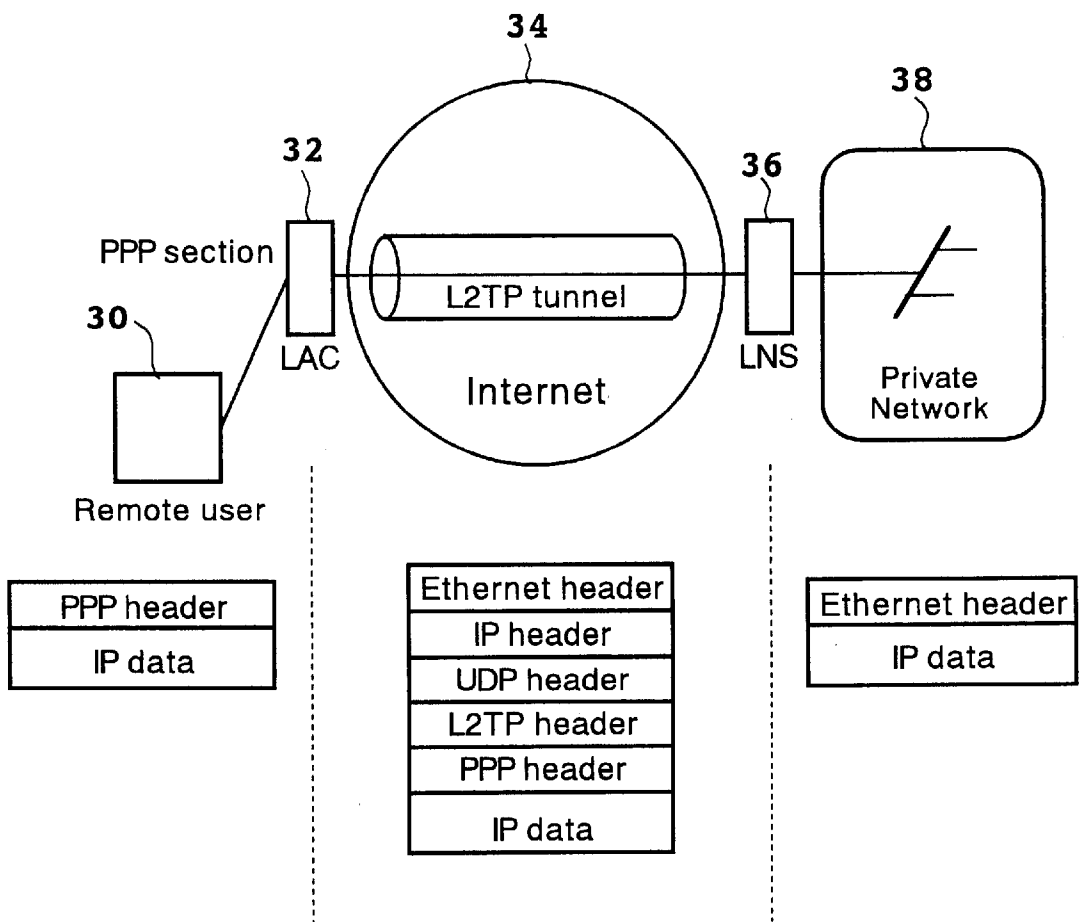 34
38
32
36
PPP section
L2TP tunnel
30
LAC
LNS
Internet
Private
Network
Remote user
PPP header
IP data
Ethernet header
IP header
UDP header
L2TP header
PPP header
IP data
Ethernet header
IP data